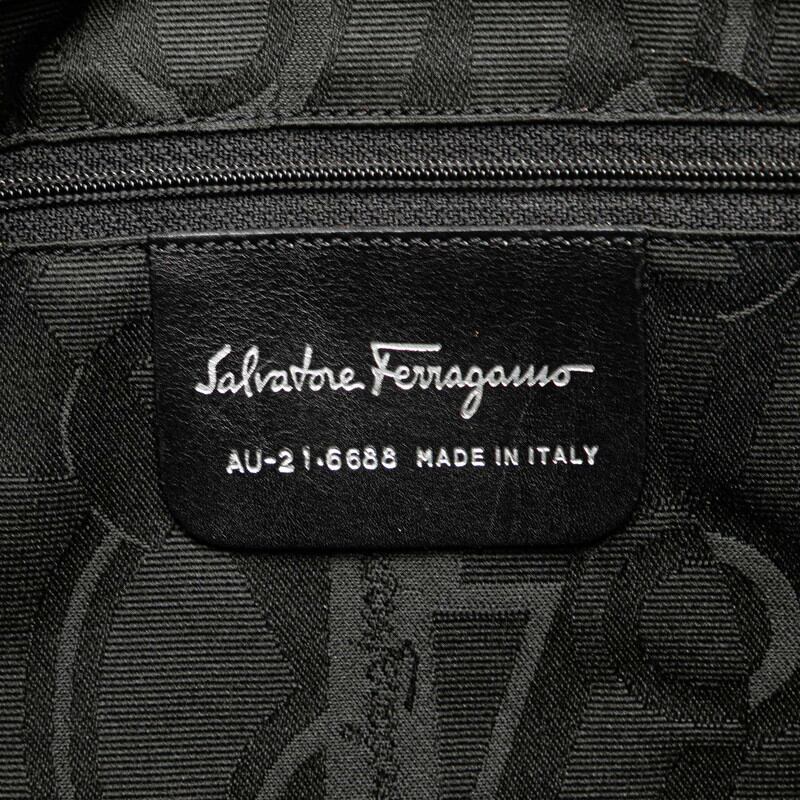 Salvatore Ferragamo
AU-21·6688 MADE IN ITALY